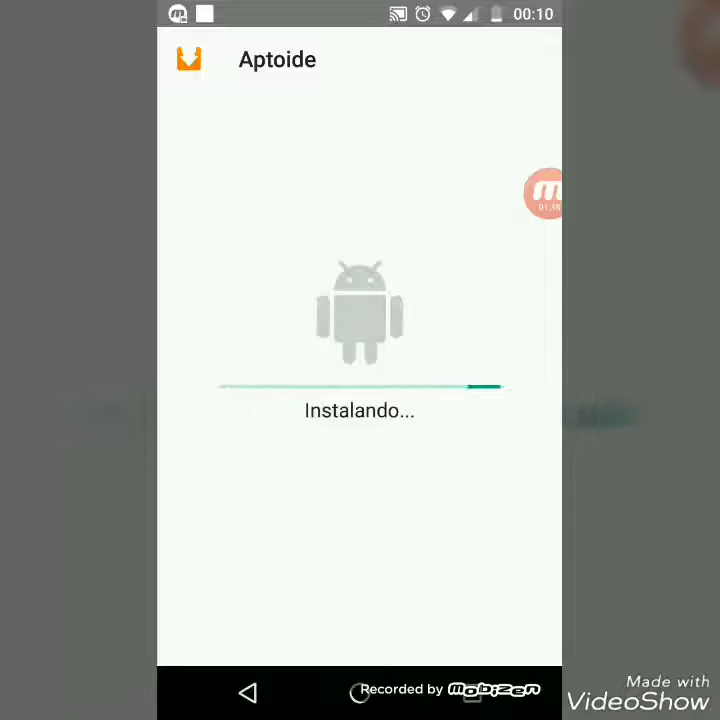 00:10
Aptoide
Instalando...
Recorded by Mobizen
Made with
VideoShow